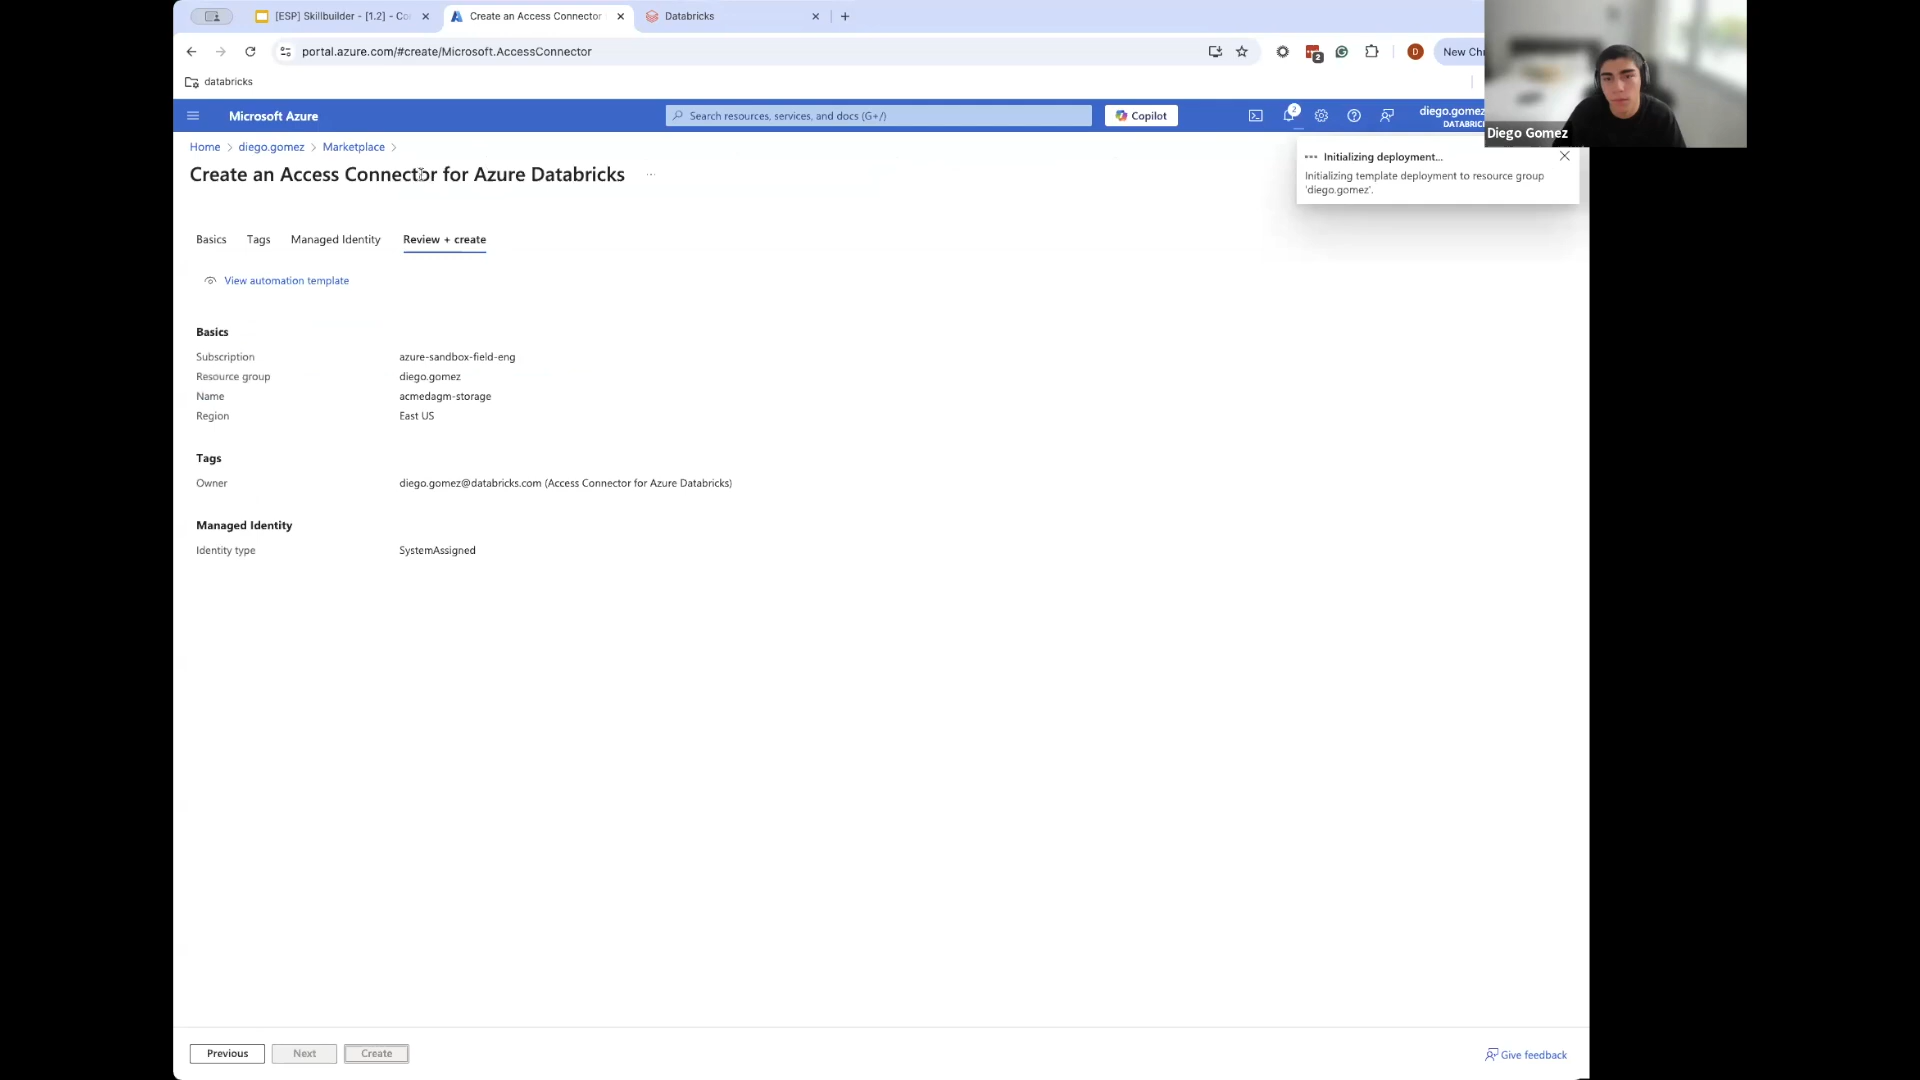 [ESP] Skillbuilder - [1.2] - Co
Create an Access Connector
Databricks
portal.azure.com/#create/Microsoft.AccessConnector
2
D
New Ch
databricks
Microsoft Azure
Search resources, services, and docs (G+/)
Copilot
2
diego.gomez
DATABRIC
Diego Gomez
Home > diego.gomez > Marketplace >
Create an Access Connector for Azure Databricks
...
Initializing deployment...
Initializing template deployment to resource group
'diego.gomez'.
Basics
Tags
Managed Identity
Review + create
View automation template
Basics
Subscription
azure-sandbox-field-eng
Resource group
diego.gomez
Name
acmedagm-storage
Region
East US
Tags
Owner
diego.gomez@databricks.com (Access Connector for Azure Databricks)
Managed Identity
Identity type
SystemAssigned
Previous
Next
Create
Give feedback